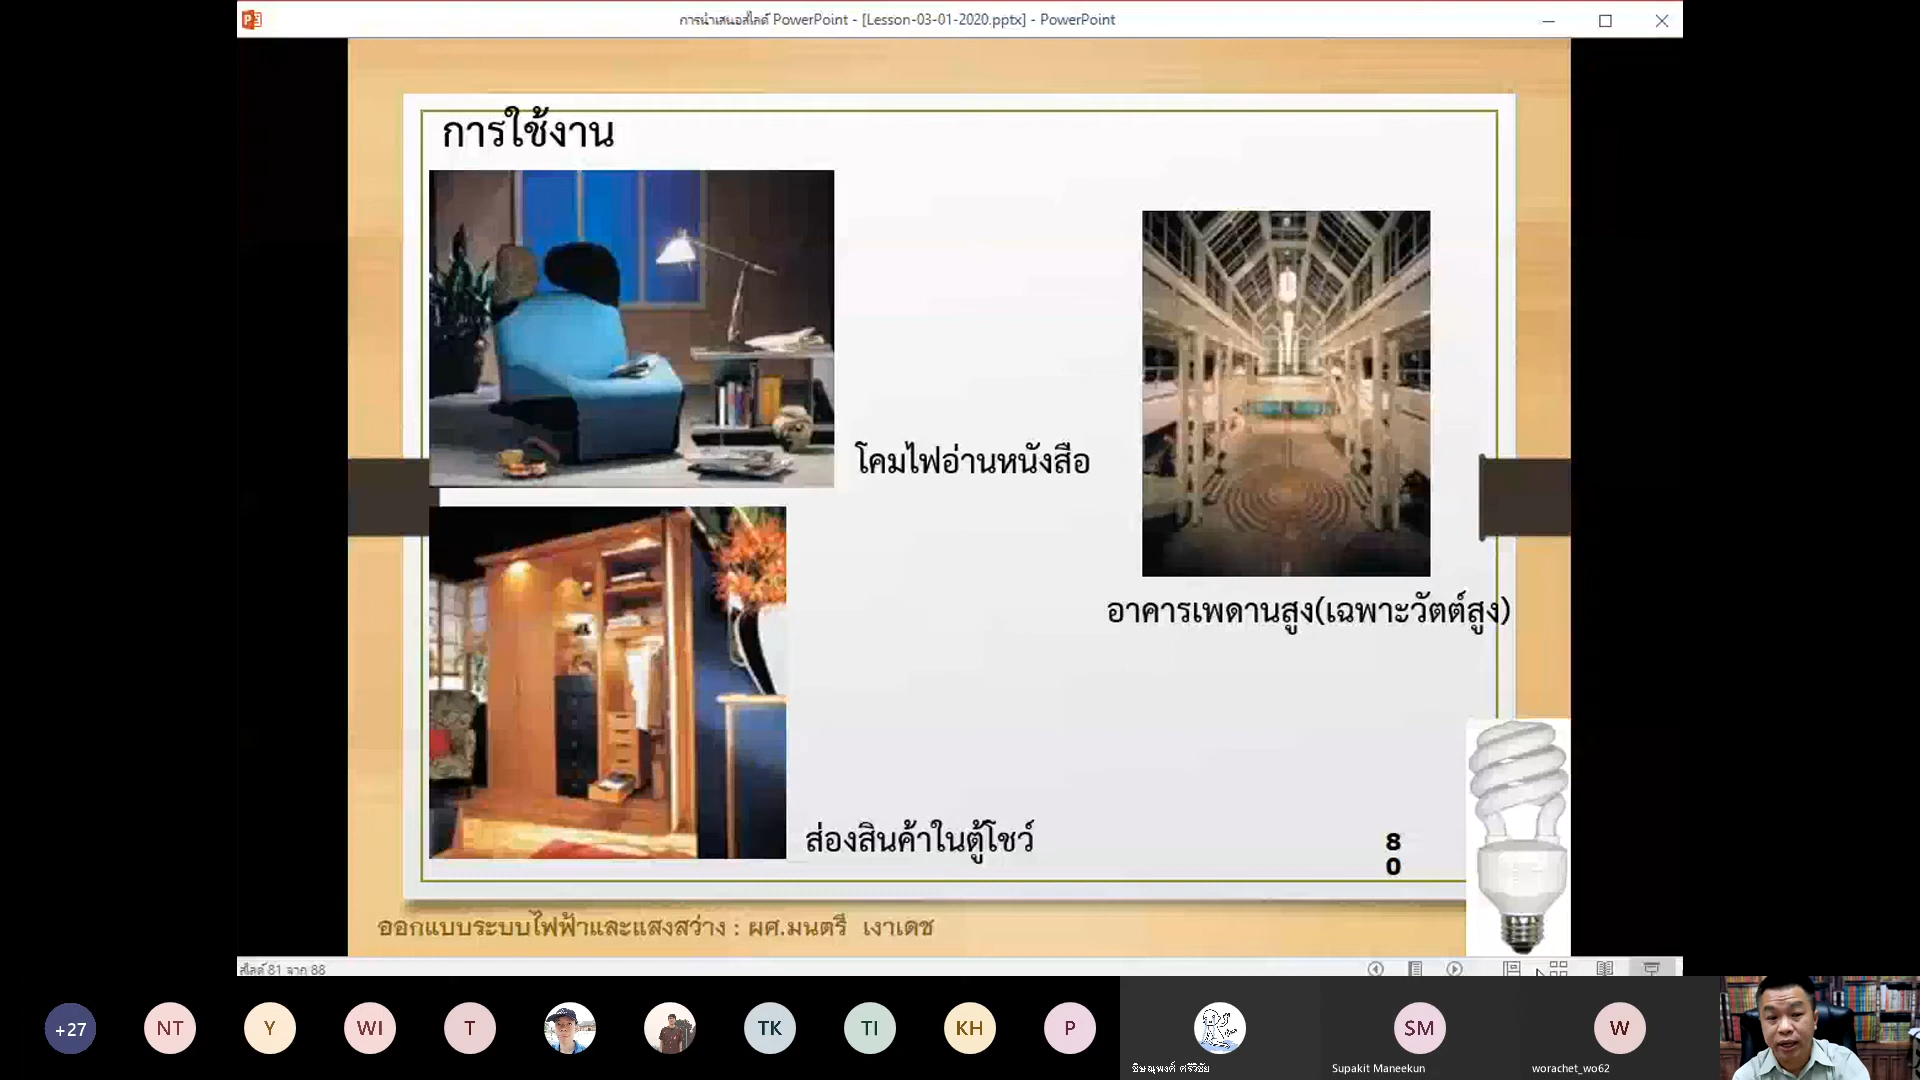 การนำเสนอสไลด์ PowerPoint - [Lesson-03-01-2020.pptx] - PowerPoint
การใช้งาน
โคมไฟอ่านหนังสือ
อาคารเพดานสูง(เฉพาะวัตต์สูง)
ส่องสินค้าในตู้โชว์
8
0
ออกแบบระบบไฟฟ้าและแสงสว่าง : ผศ.มนตรี เงาเดช
สไลด์ 81 จาก 88
+27
NT
Y
WI
T
TK
TI
KH
P
SM
W
Supakit Maneekun
worachet_wo62